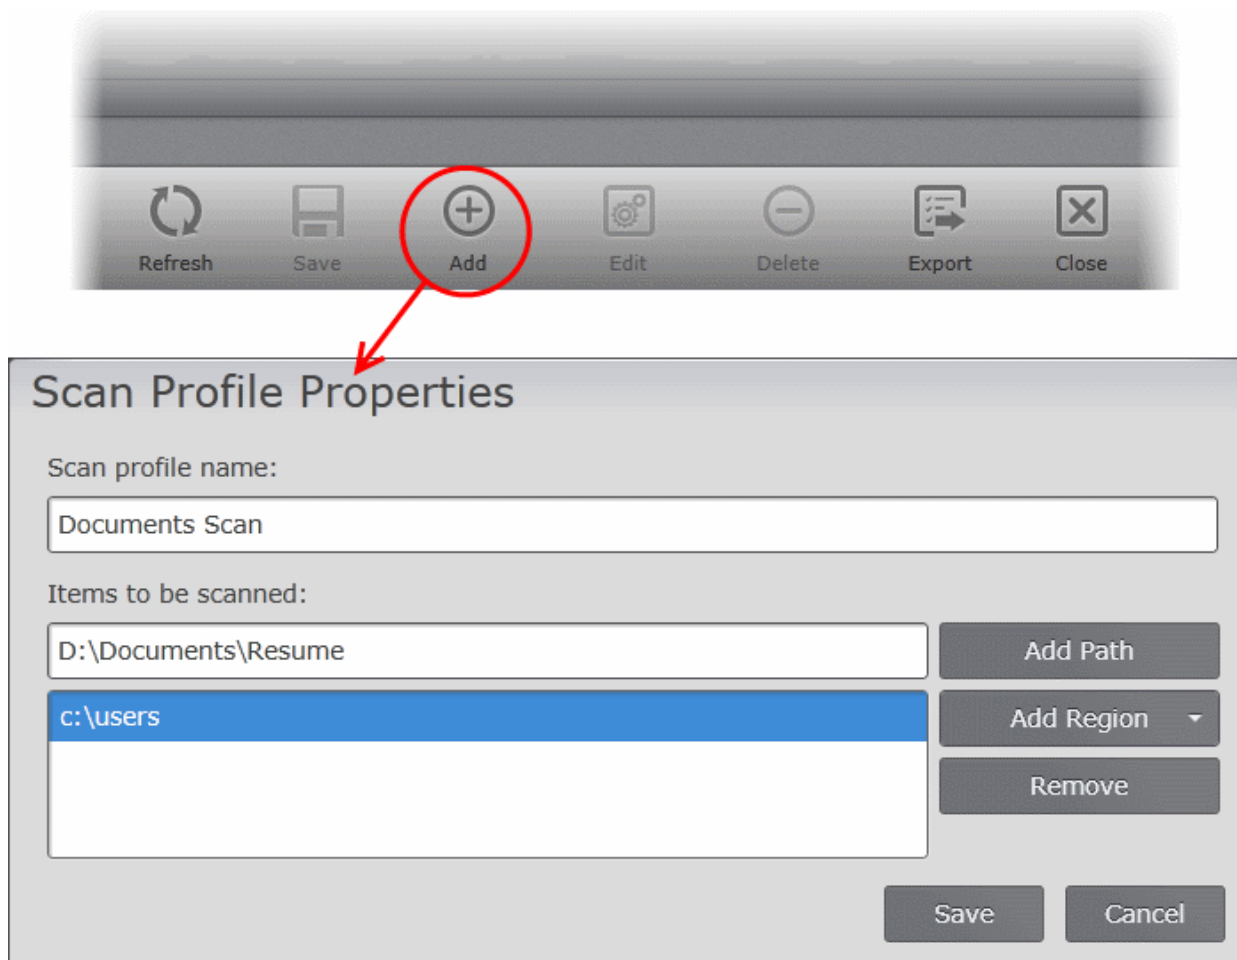 Refresh Save Add Edit Delete Export Close
Scan Profile Properties
Scan profile name:
Documents Scan
Items to be scanned:
D:\Documents\Resume Add Path
c:\users Add Region
Remove
Save Cancel